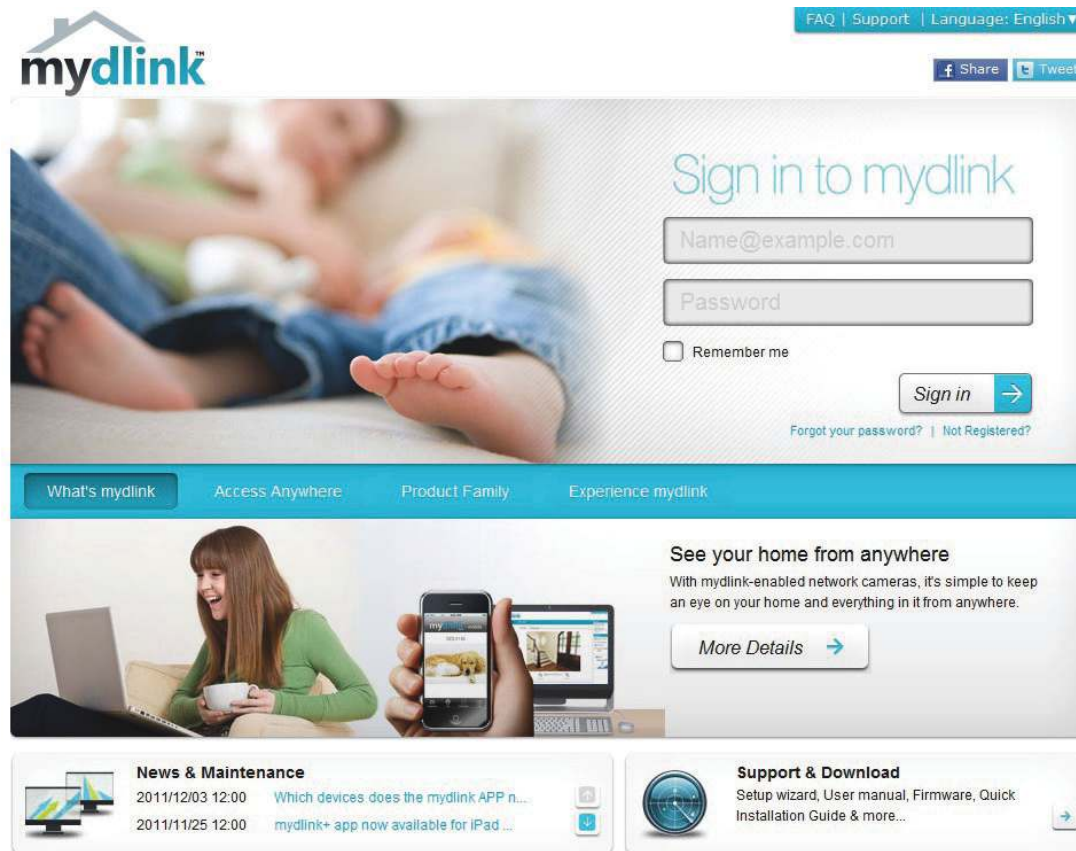 mydlink™
FAQ | Support | Language: English▼
Share Tweet
Sign in to mydlink
Name@example.com
Password
Remember me
Sign in
Forgot your password? | Not Registered?
What's mydlink Access Anywhere Product Family Experience mydlink
See your home from anywhere
With mydlink-enabled network cameras, it's simple to keep
an eye on your home and everything in it from anywhere.
More Details
mydlink
News & Maintenance
2011/12/03 12:00 Which devices does the mydlink APP n...
2011/11/25 12:00 mydlink+ app now available for iPad ...
Support & Download
Setup wizard, User manual, Firmware, Quick
Installation Guide & more...